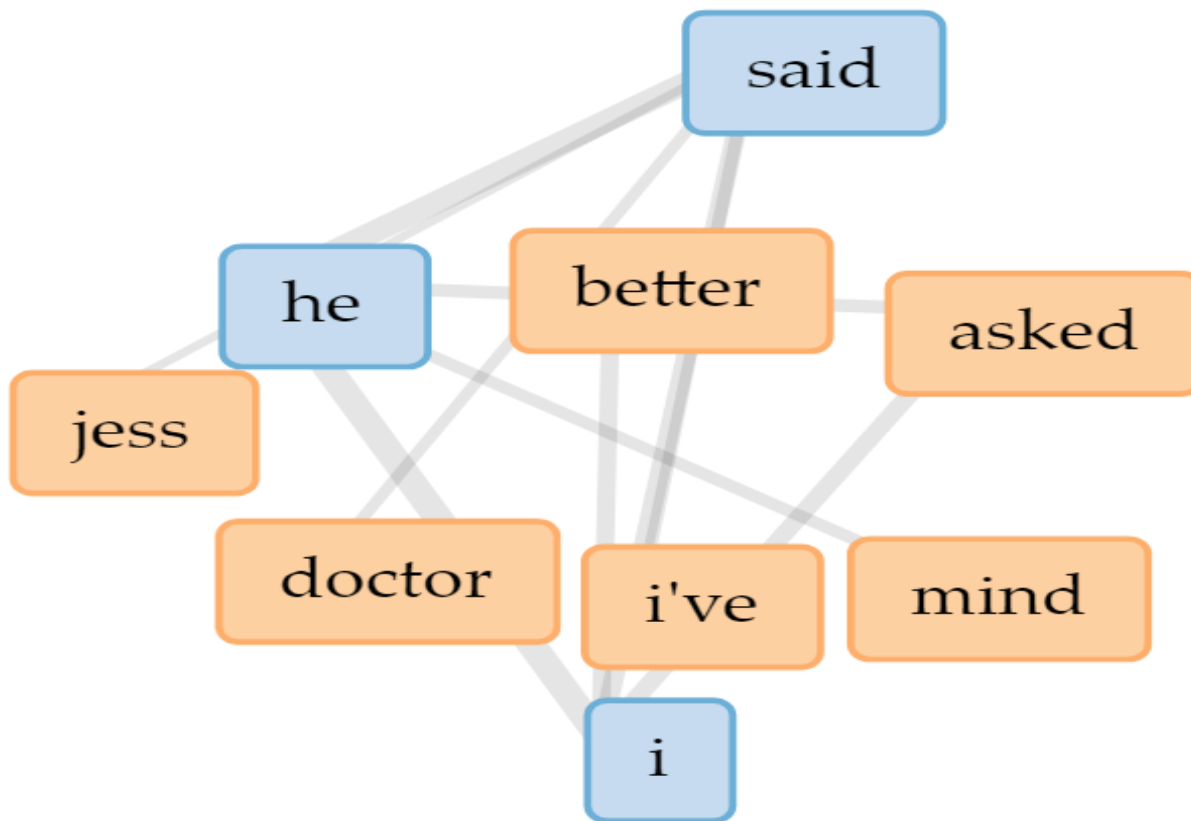 said
he
better
asked
jess
doctor
i've
mind
i